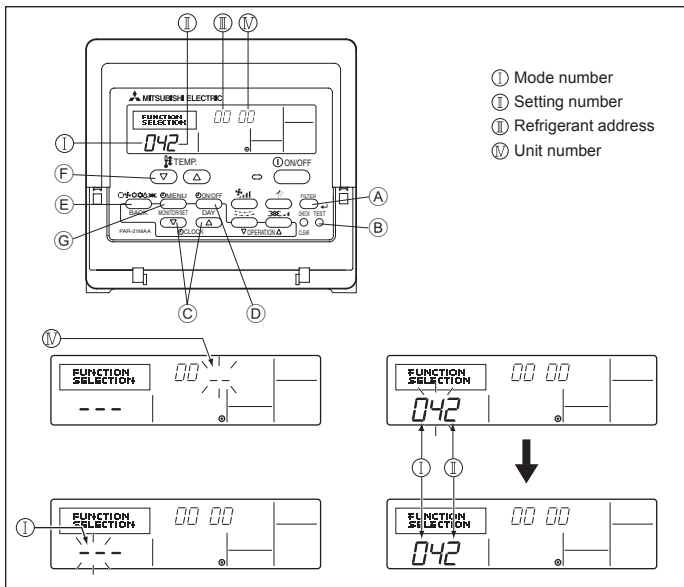 Ⅱ Ⅲ Ⅳ
MITSUBISHI ELECTRIC
FUNCTION
SELECTION
00 00
Ⅰ
042
TEMP.
ON/OFF
F
E
G
MENU
ON/OFF
FILTER
A
BACK
MONITOR/SET
DAY
CHECK TEST
B
PAR-21MAA
CLOCK
OPERATION
CLEAR
C
D
Ⅰ Mode number
Ⅱ Setting number
Ⅲ Refrigerant address
Ⅳ Unit number
Ⅳ
FUNCTION
SELECTION
00 --
---
FUNCTION
SELECTION
00 00
042
Ⅰ Ⅱ
Ⅰ
FUNCTION
SELECTION
00 00
---
FUNCTION
SELECTION
00 00
042